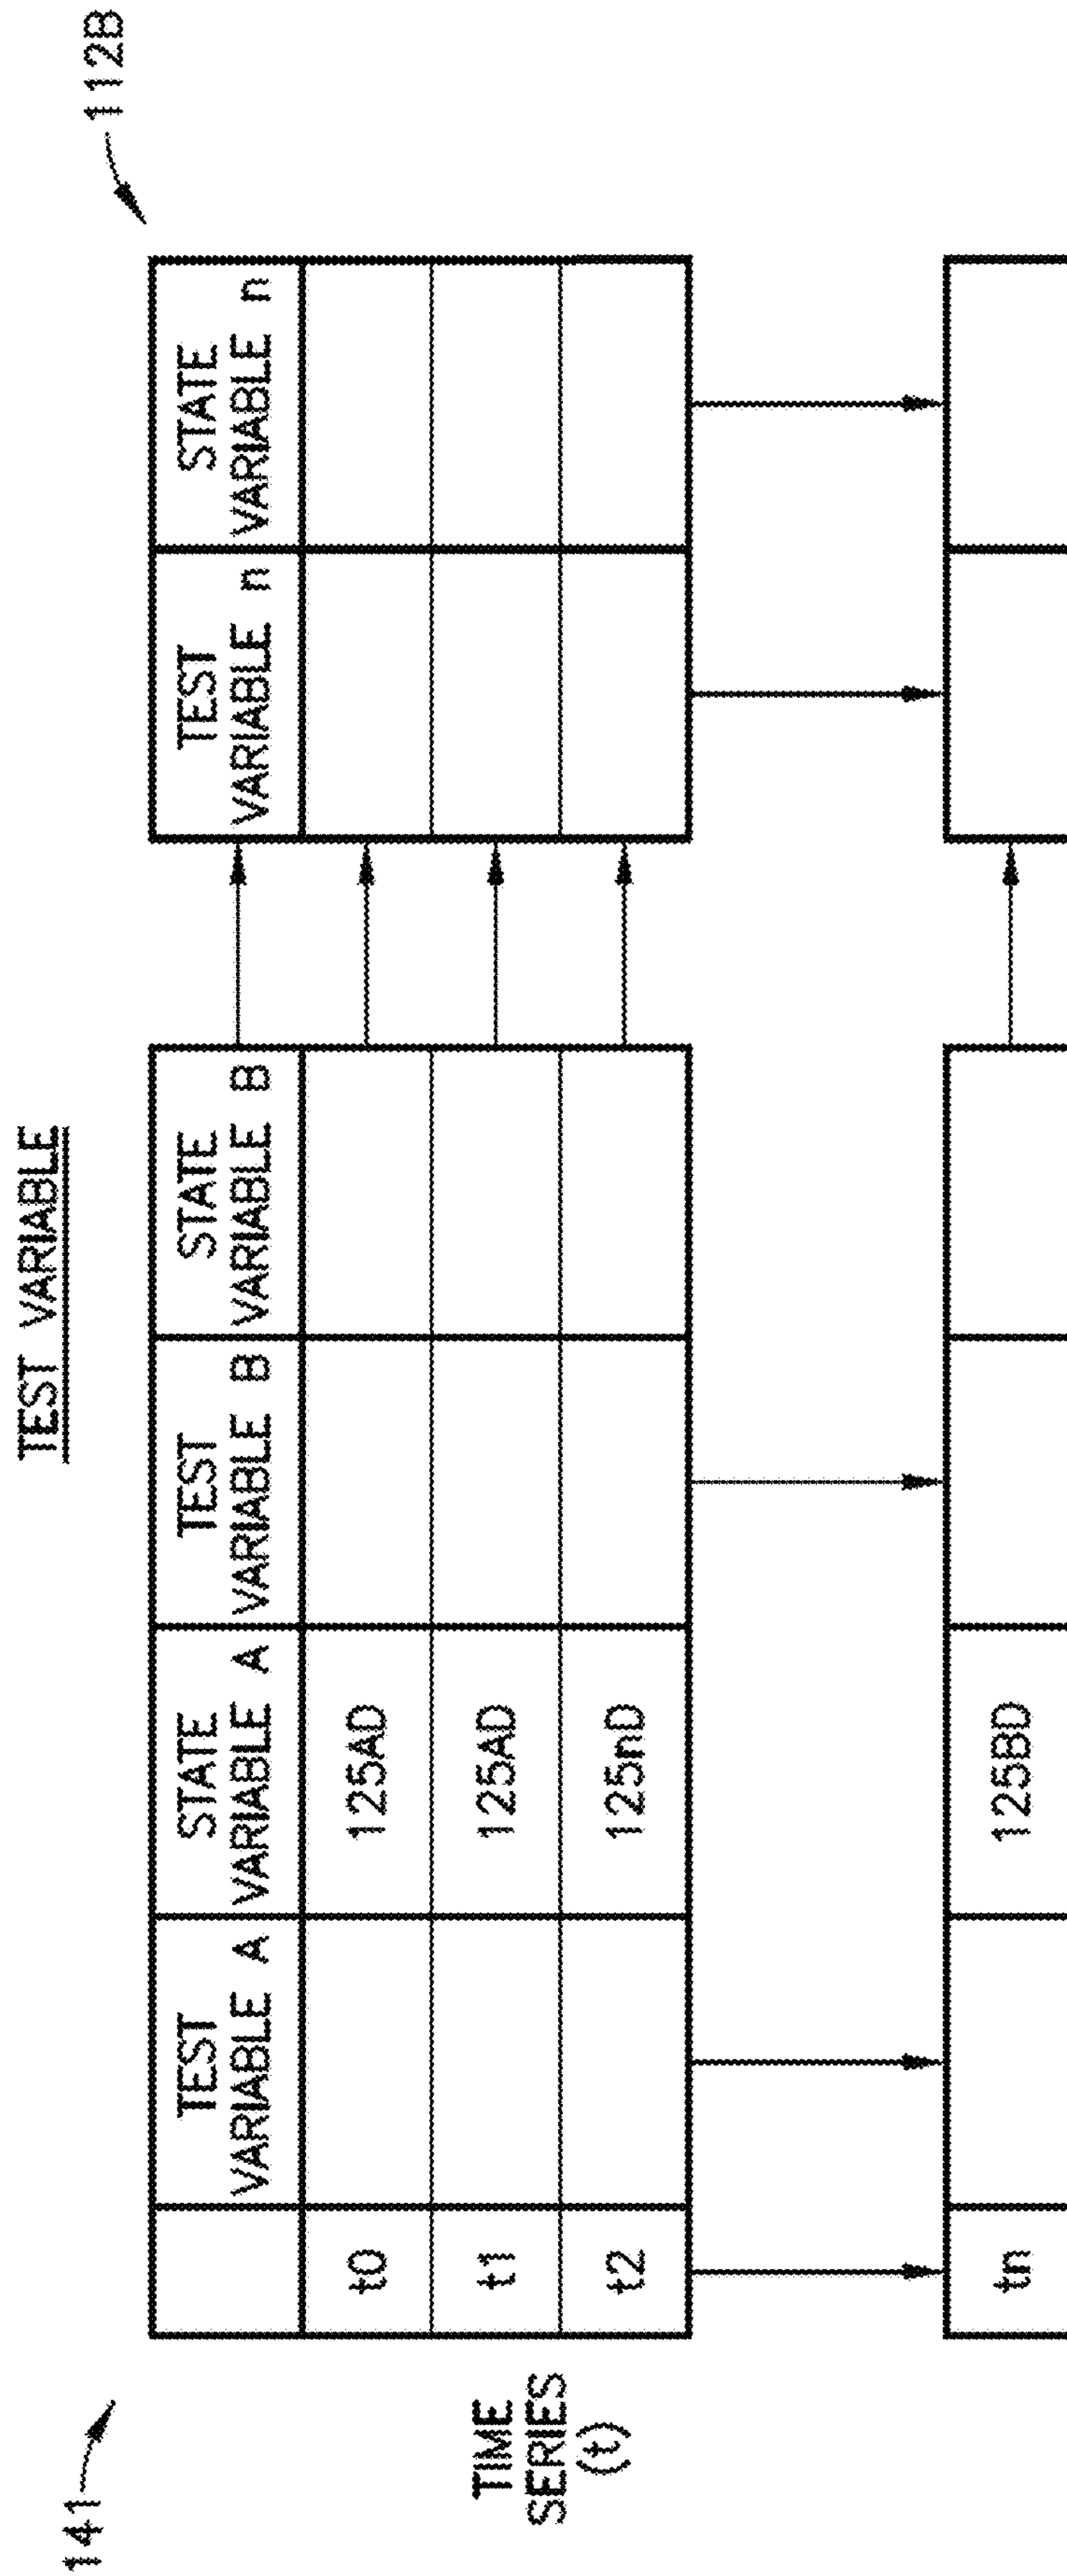 TEST VARIABLE
141
112B
TEST VARIABLE A
STATE VARIABLE A
TEST VARIABLE B
STATE VARIABLE B
TEST VARIABLE n
STATE VARIABLE n
TIME
SERIES
(t)
t0
125AD
t1
125AD
t2
125nD
tn
125BD